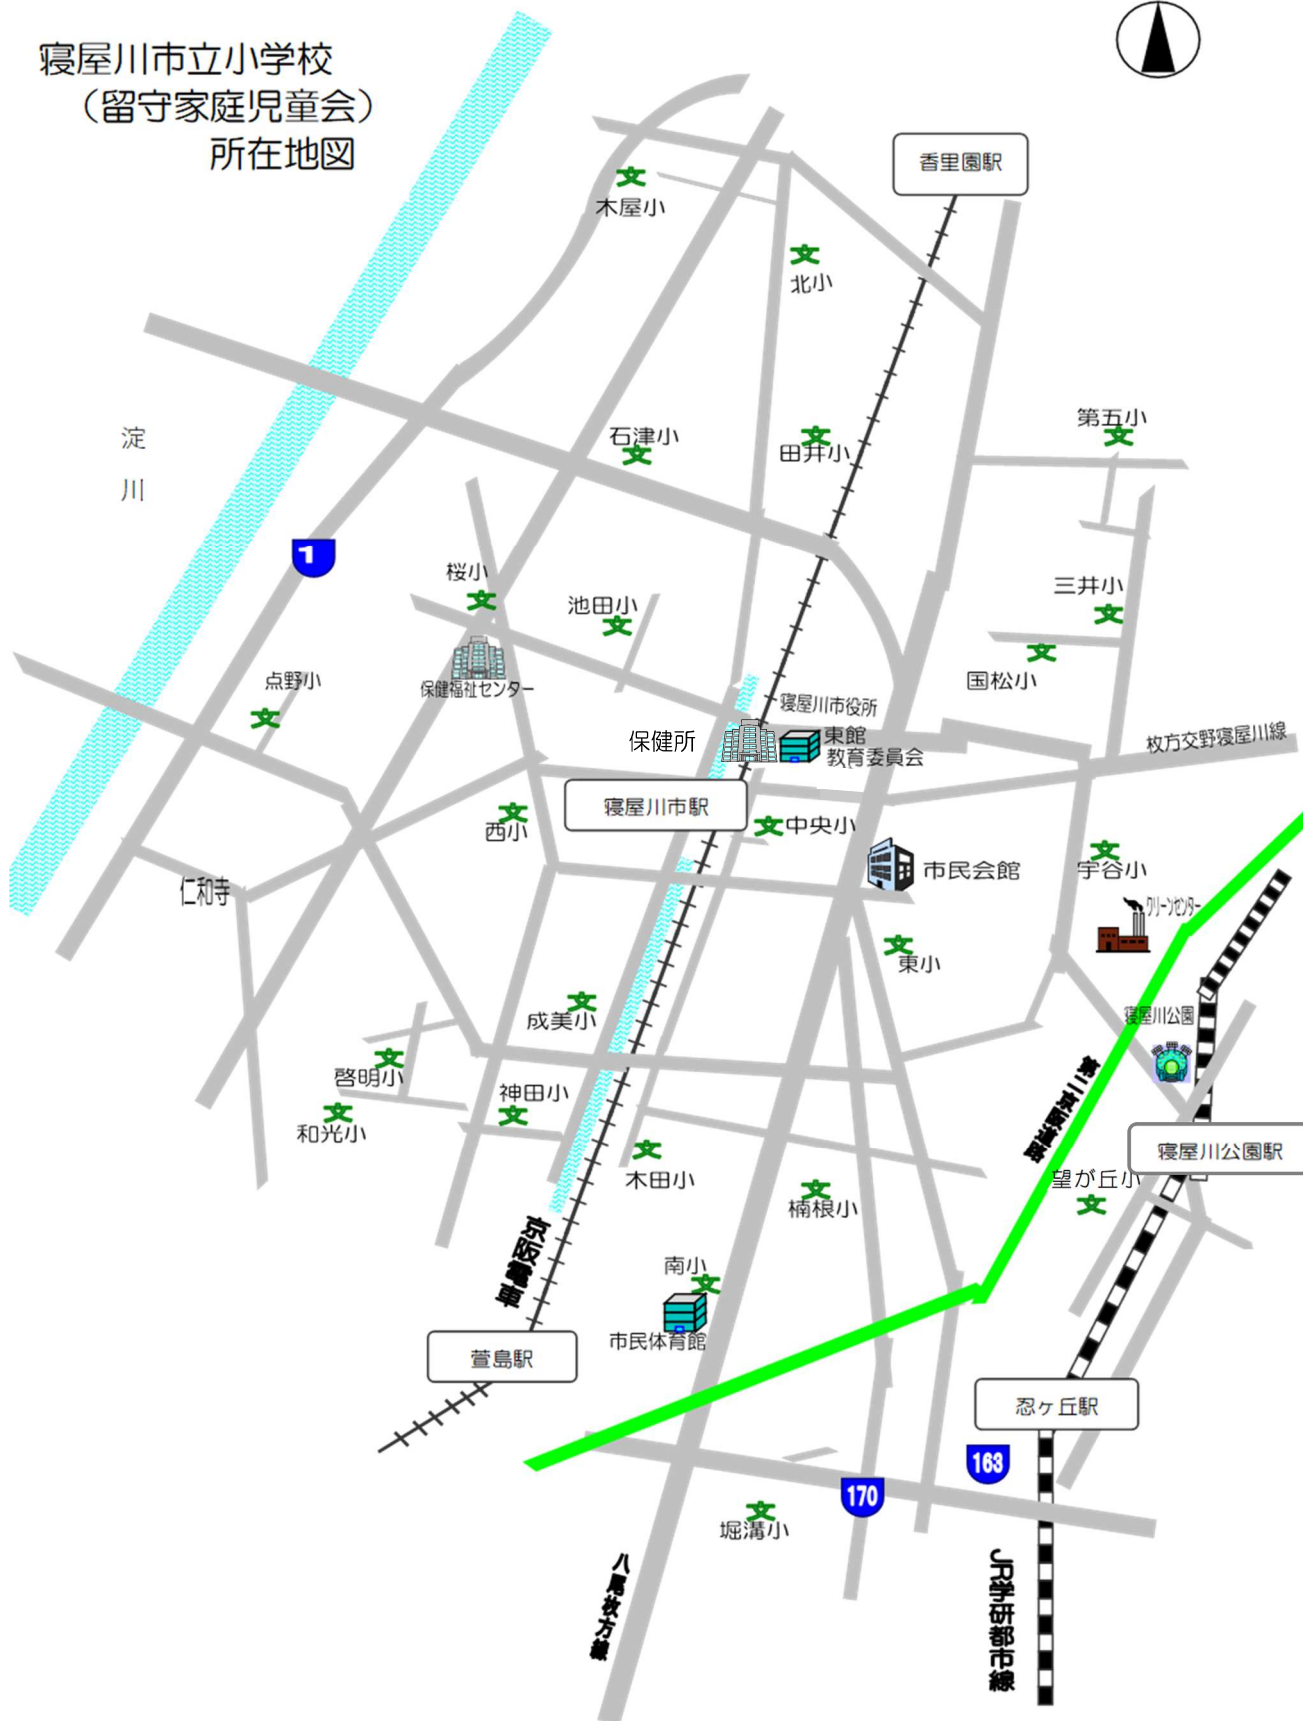 寝屋川市立小学校
（留守家庭児童会）
所在地図
香里園駅
木屋小
北小
淀川
石津小
田井小
第五小
1
桜小
池田小
三井小
点野小
保健福祉センター
国松小
寝屋川市役所
保健所
東館
教育委員会
枚方交野寝屋川線
寝屋川市駅
西小
中央小
仁和寺
市民会館
宇谷小
クリーンセンター
東小
寝屋川公園
成美小
啓明小
神田小
和光小
第二京阪道路
寝屋川公園駅
木田小
楠根小
望が丘小
京阪電車
南小
市民体育館
萱島駅
忍ヶ丘駅
163
170
堀溝小
八尾枚方線
JR学研都市線